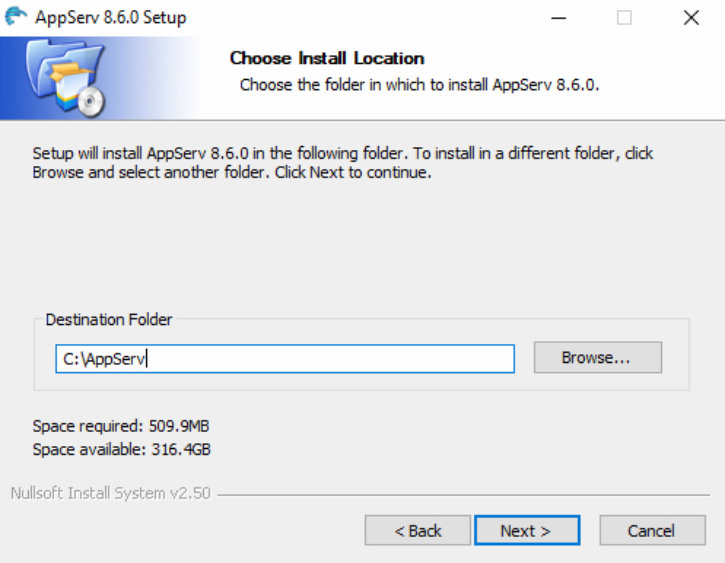 AppServ 8.6.0 Setup
Choose Install Location
Choose the folder in which to install AppServ 8.6.0.
Setup will install AppServ 8.6.0 in the following folder. To install in a different folder, click
Browse and select another folder. Click Next to continue.
Destination Folder
C:\AppServ
Browse...
Space required: 509.9MB
Space available: 316.4GB
Nullsoft Install System v2.50
< Back
Next >
Cancel